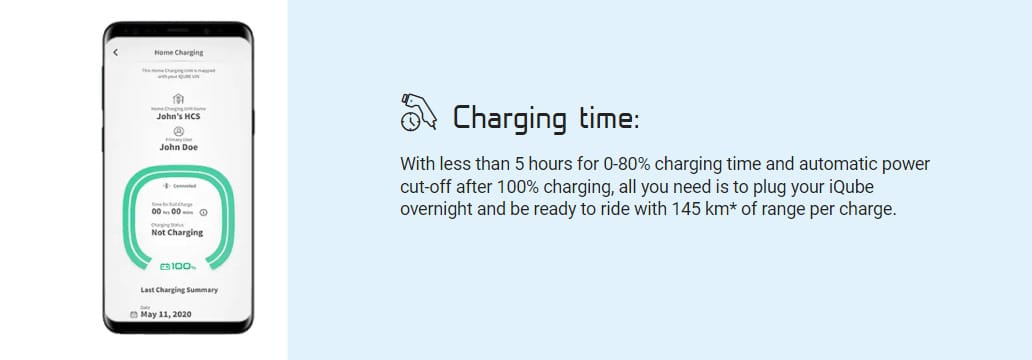 Home Charging
This Home Charging Unit is mapped
with your iQUBE VIN
Home Charging Unit Name
John's HCS
Primary User
John Doe
Connected
Time to Full Charge
00 hrs 00 mins
Charging Status
Not Charging
100%
Last Charging Summary
Date
May 11, 2020
Charging time:
With less than 5 hours for 0-80% charging time and automatic power
cut-off after 100% charging, all you need is to plug your iQube
overnight and be ready to ride with 145 km* of range per charge.